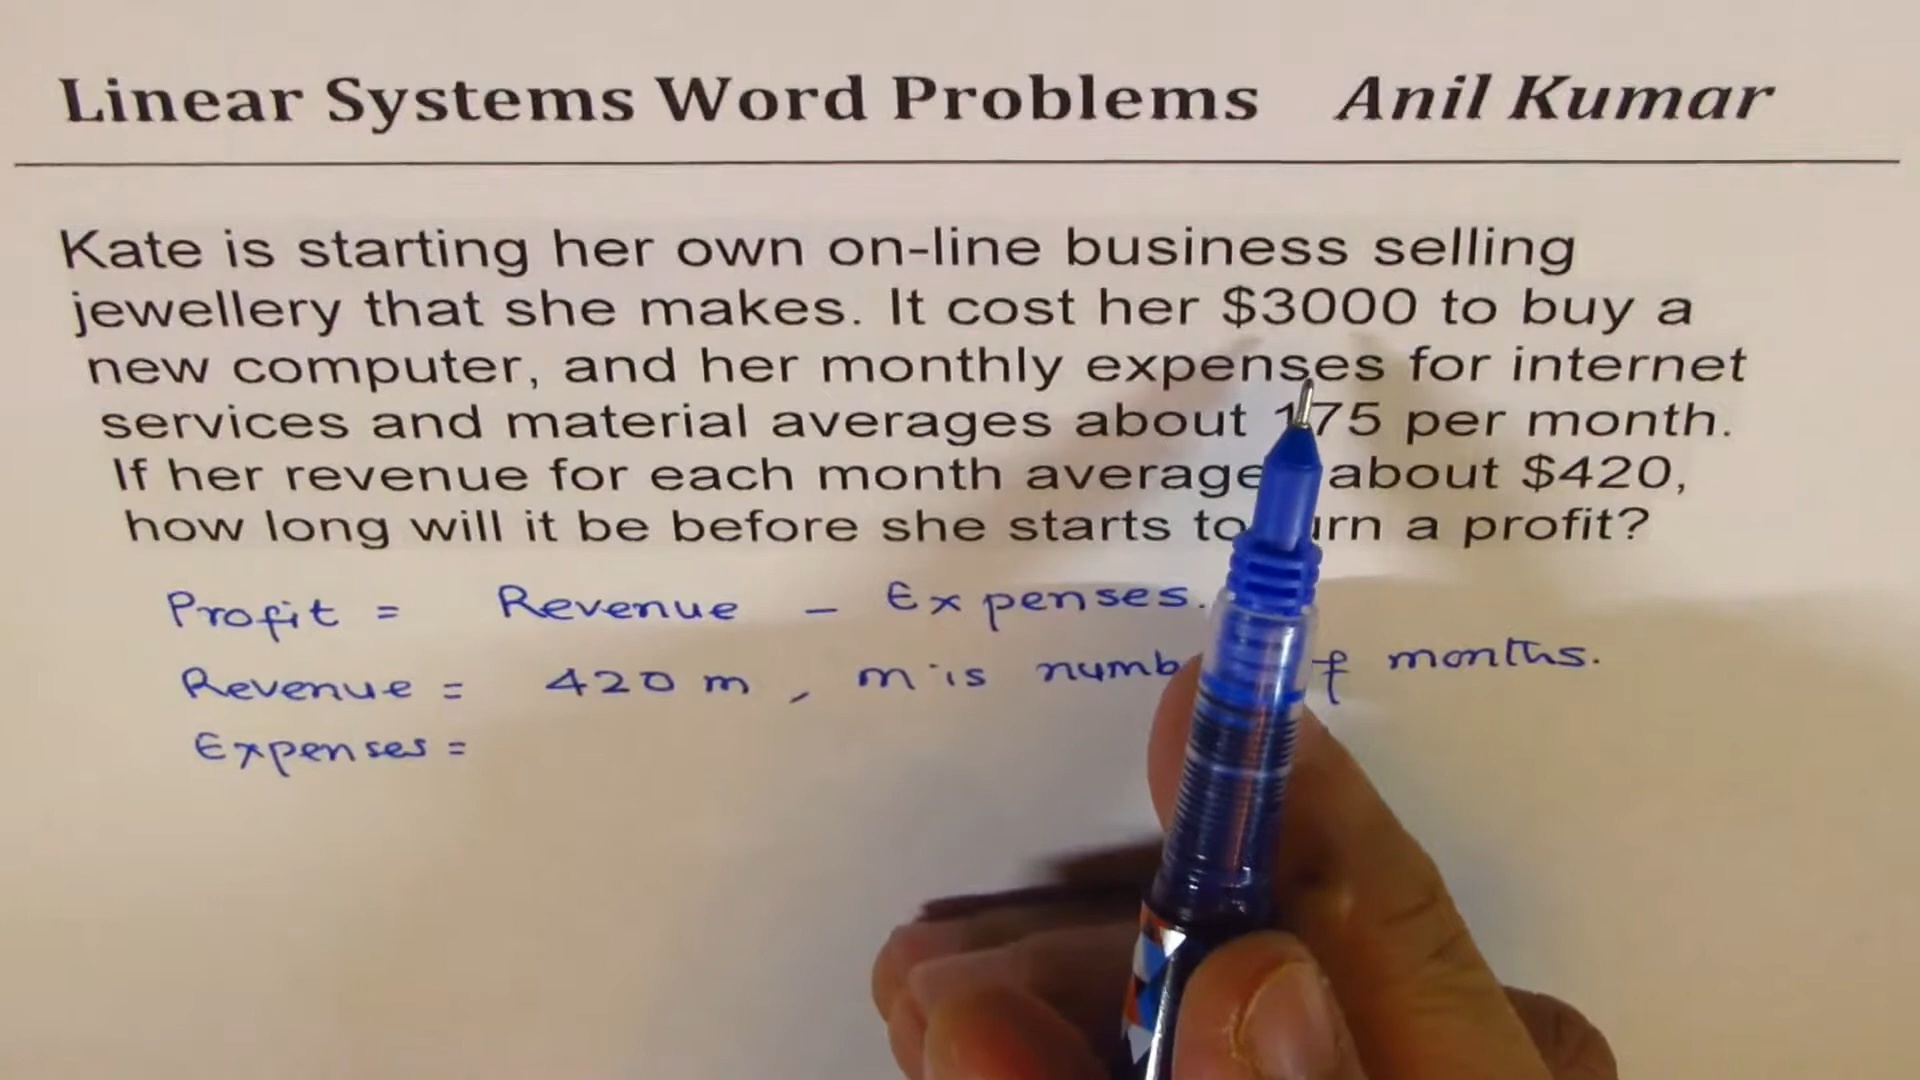 Linear Systems Word Problems Anil Kumar
Kate is starting her own on-line business selling
jewellery that she makes. It cost her $3000 to buy a
new computer, and her monthly expenses for internet
services and material averages about 175 per month.
If her revenue for each month average about $420,
how long will it be before she starts to a profit?
Profit = Revenue - Expenses.
Revenue = 420 m , m is months.
Expenses =